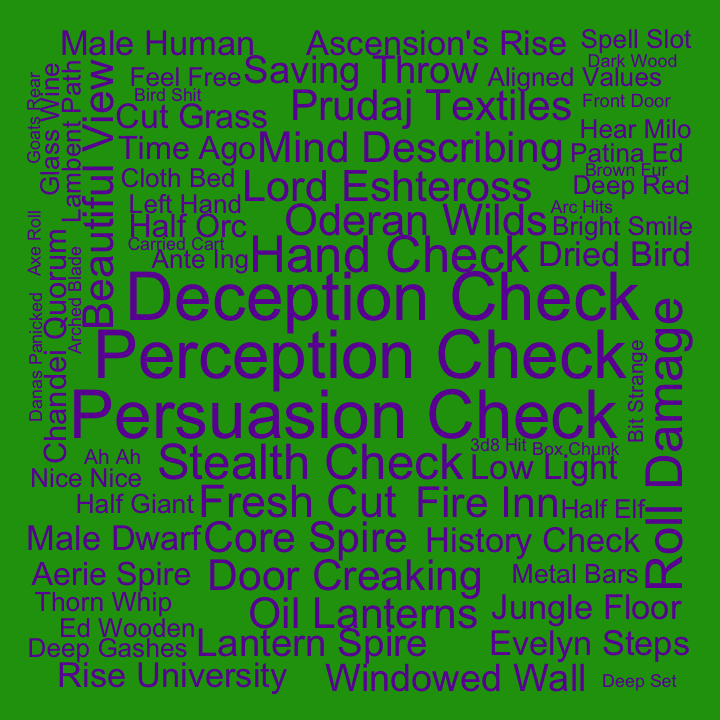 Male Human
Ascension's Rise
Spell Slot
Dark Wood
Feel Free
Saving Throw
Aligned Values
Bird Shit
Front Door
Cut Grass
Prudaj Textiles
Hear Milo
Time Ago
Mind Describing
Patina Ed
Brown Fur
Cloth Bed
Lord Eshteross
Deep Red
Left Hand
Arc Hits
Half Orc
Oderan Wilds
Bright Smile
Carried Cart
Ante Ing
Hand Check
Dried Bird
Goats Rear
Glass Wine
Lambent Path
Beautiful View
Axe Roll
Chandei Quorum
Arched Blade
Danas Panicked
Deception Check
Perception Check
Persuasion Check
Roll Damage
Bit Strange
Ah Ah
Stealth Check
3d8 Hit
Box Chunk
Low Light
Nice Nice
Half Giant
Fresh Cut
Fire Inn
Half Elf
Male Dwarf
Core Spire
History Check
Aerie Spire
Door Creaking
Metal Bars
Thorn Whip
Oil Lanterns
Jungle Floor
Ed Wooden
Deep Gashes
Lantern Spire
Evelyn Steps
Rise University
Windowed Wall
Deep Set